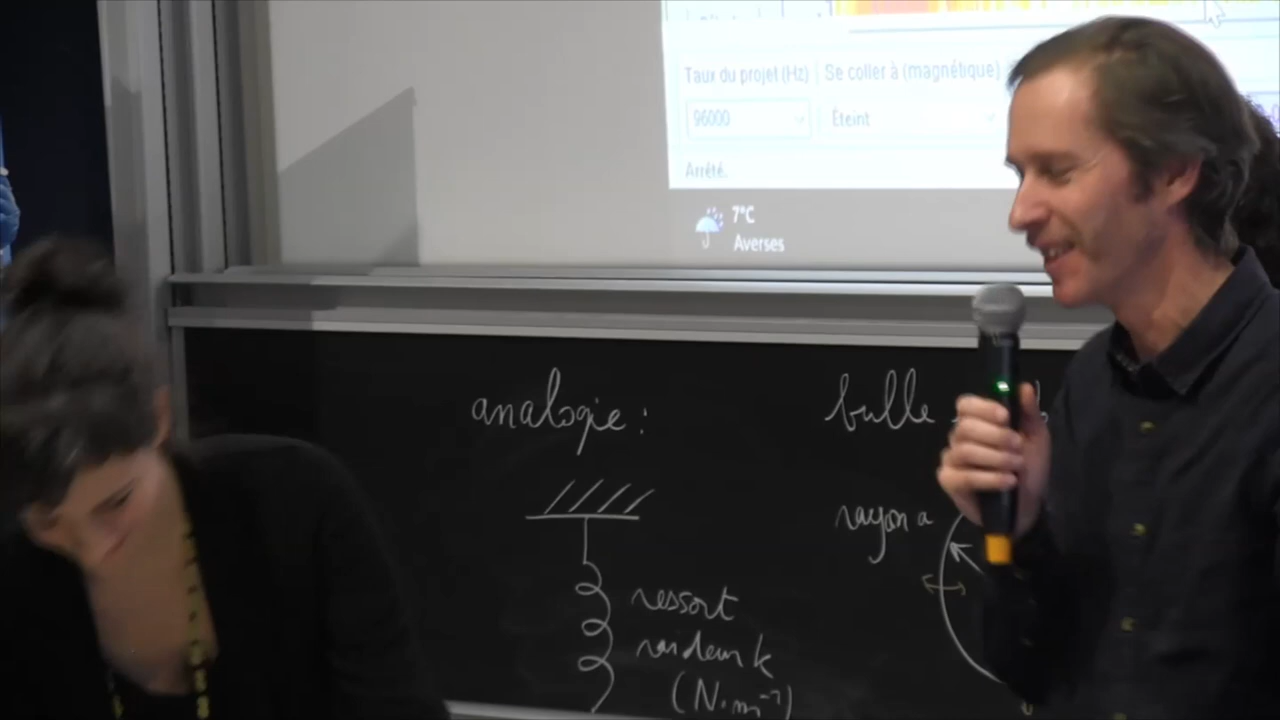 Taux du projet (Hz) Se coller à (magnétique)
96000 Éteint
Arrêté.
7°C
Averses
analogie : bulle
rayon a
ressort
raideur k
(N.m⁻¹)